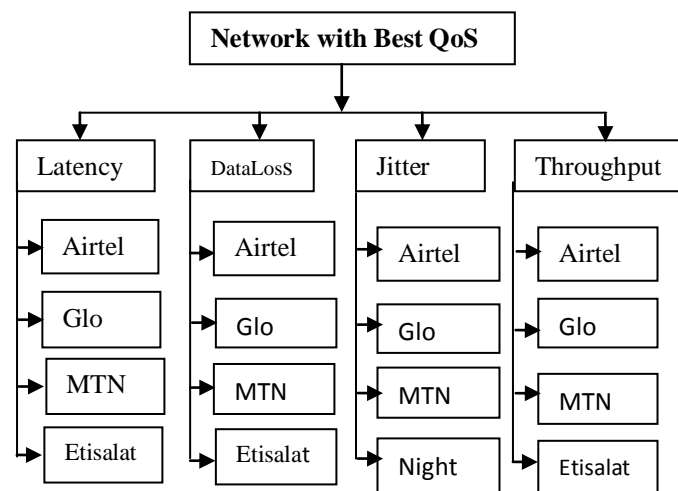 Network with Best QoS
Latency
DataLossS
Jitter
Throughput
Airtel
Airtel
Airtel
Airtel
Glo
Glo
Glo
Glo
MTN
MTN
MTN
MTN
Etisalat
Etisalat
Night
Etisalat